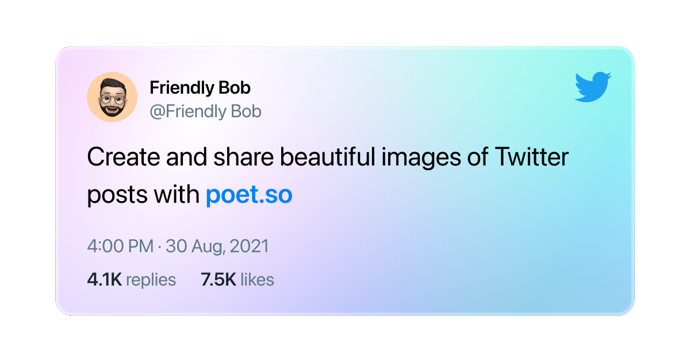 Friendly Bob
@Friendly Bob
Create and share beautiful images of Twitter
posts with poet.so
4:00 PM · 30 Aug, 2021
4.1K replies 7.5K likes